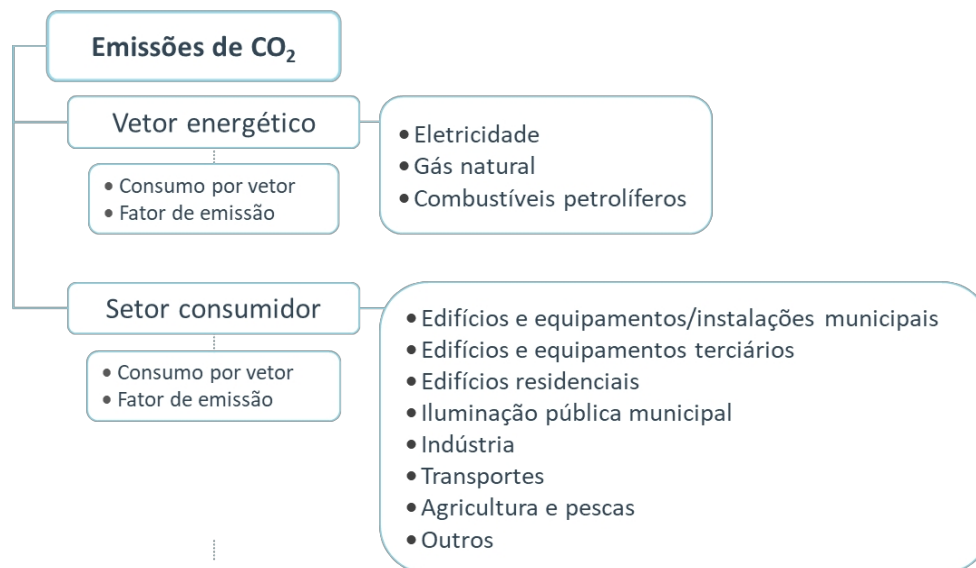 Emissões de CO₂
Vetor energético
• Eletricidade
• Gás natural
• Combustíveis petrolíferos
• Consumo por vetor
• Fator de emissão
Setor consumidor
• Edifícios e equipamentos/instalações municipais
• Edifícios e equipamentos terciários
• Edifícios residenciais
• Iluminação pública municipal
• Indústria
• Transportes
• Agricultura e pescas
• Outros
• Consumo por vetor
• Fator de emissão